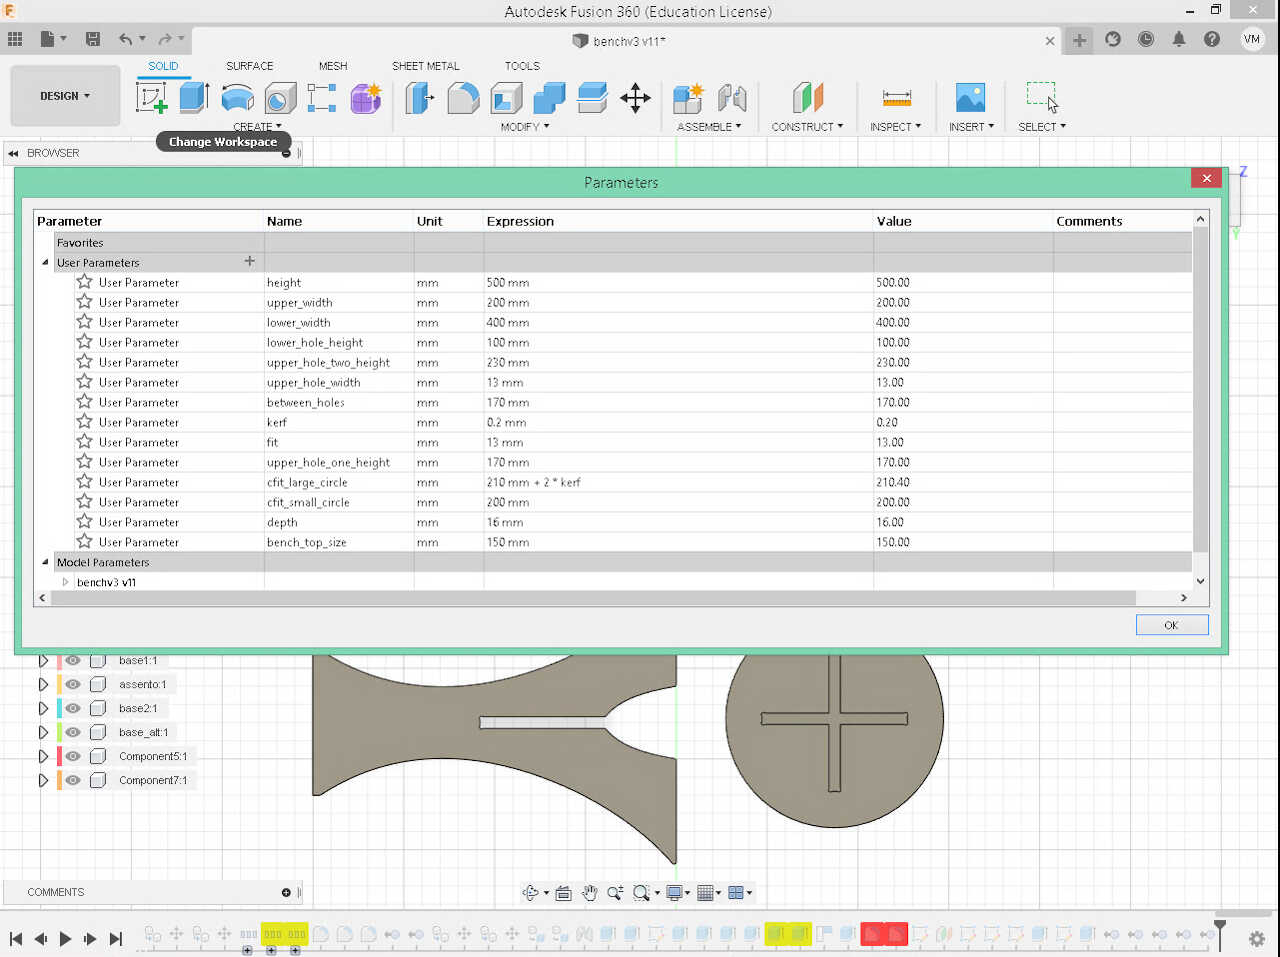 F Autodesk Fusion 360 (Education License)
benchv3 v11*
VM
SOLID SURFACE MESH SHEET METAL TOOLS
DESIGN
CREATE MODIFY ASSEMBLE CONSTRUCT INSPECT INSERT SELECT
Change Workspace
BROWSER
Z
Parameters
Y
Parameter Name Unit Expression Value Comments
Favorites
User Parameters +
User Parameter height mm 500 mm 500.00
User Parameter upper_width mm 200 mm 200.00
User Parameter lower_width mm 400 mm 400.00
User Parameter lower_hole_height mm 100 mm 100.00
User Parameter upper_hole_two_height mm 230 mm 230.00
User Parameter upper_hole_width mm 13 mm 13.00
User Parameter between_holes mm 170 mm 170.00
User Parameter kerf mm 0.2 mm 0.20
User Parameter fit mm 13 mm 13.00
User Parameter upper_hole_one_height mm 170 mm 170.00
User Parameter cfit_large_circle mm 210 mm + 2 * kerf 210.40
User Parameter cfit_small_circle mm 200 mm 200.00
User Parameter depth mm 16 mm 16.00
User Parameter bench_top_size mm 150 mm 150.00
Model Parameters
benchv3 v11
OK
base1:1
assento:1
base2:1
base_alt:1
Component5:1
Component7:1
COMMENTS